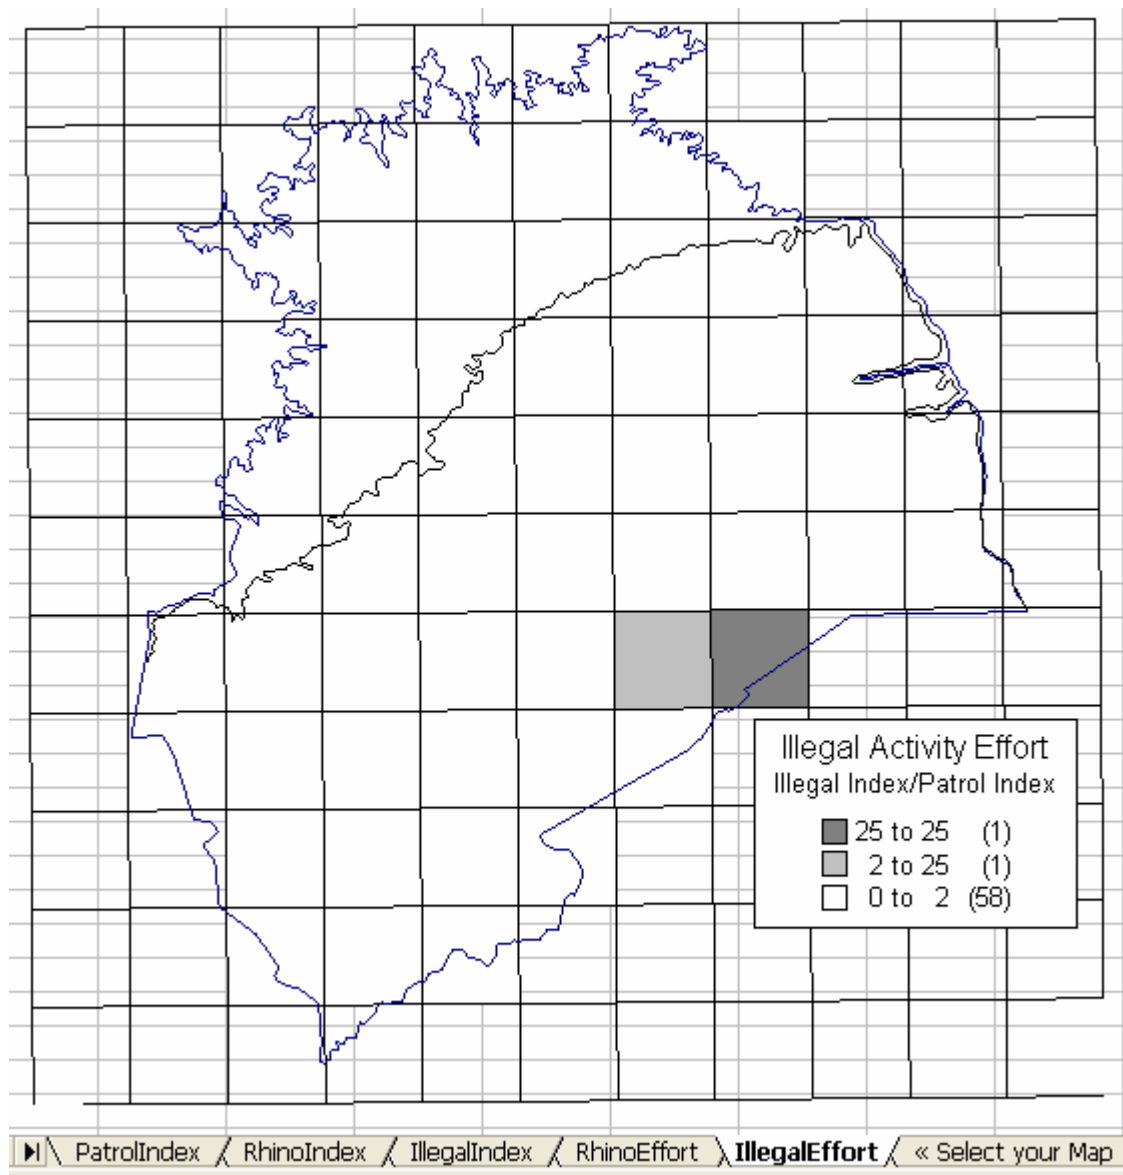 Illegal Activity Effort
Illegal Index/Patrol Index
25 to 25 (1)
2 to 25 (1)
0 to 2 (58)
PatrolIndex RhinoIndex IllegalIndex RhinoEffort IllegalEffort « Select your Map